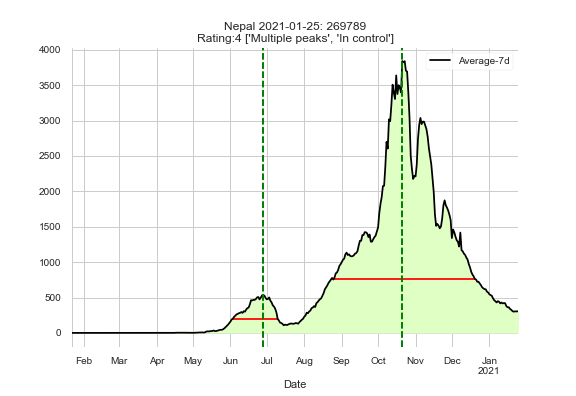 Nepal 2021-01-25: 269789
Rating:4 ['Multiple peaks', 'In control']
Average-7d
4000
3500
3000
2500
2000
1500
1000
500
0
Feb Mar Apr May Jun Jul Aug Sep Oct Nov Dec Jan
2021
Date